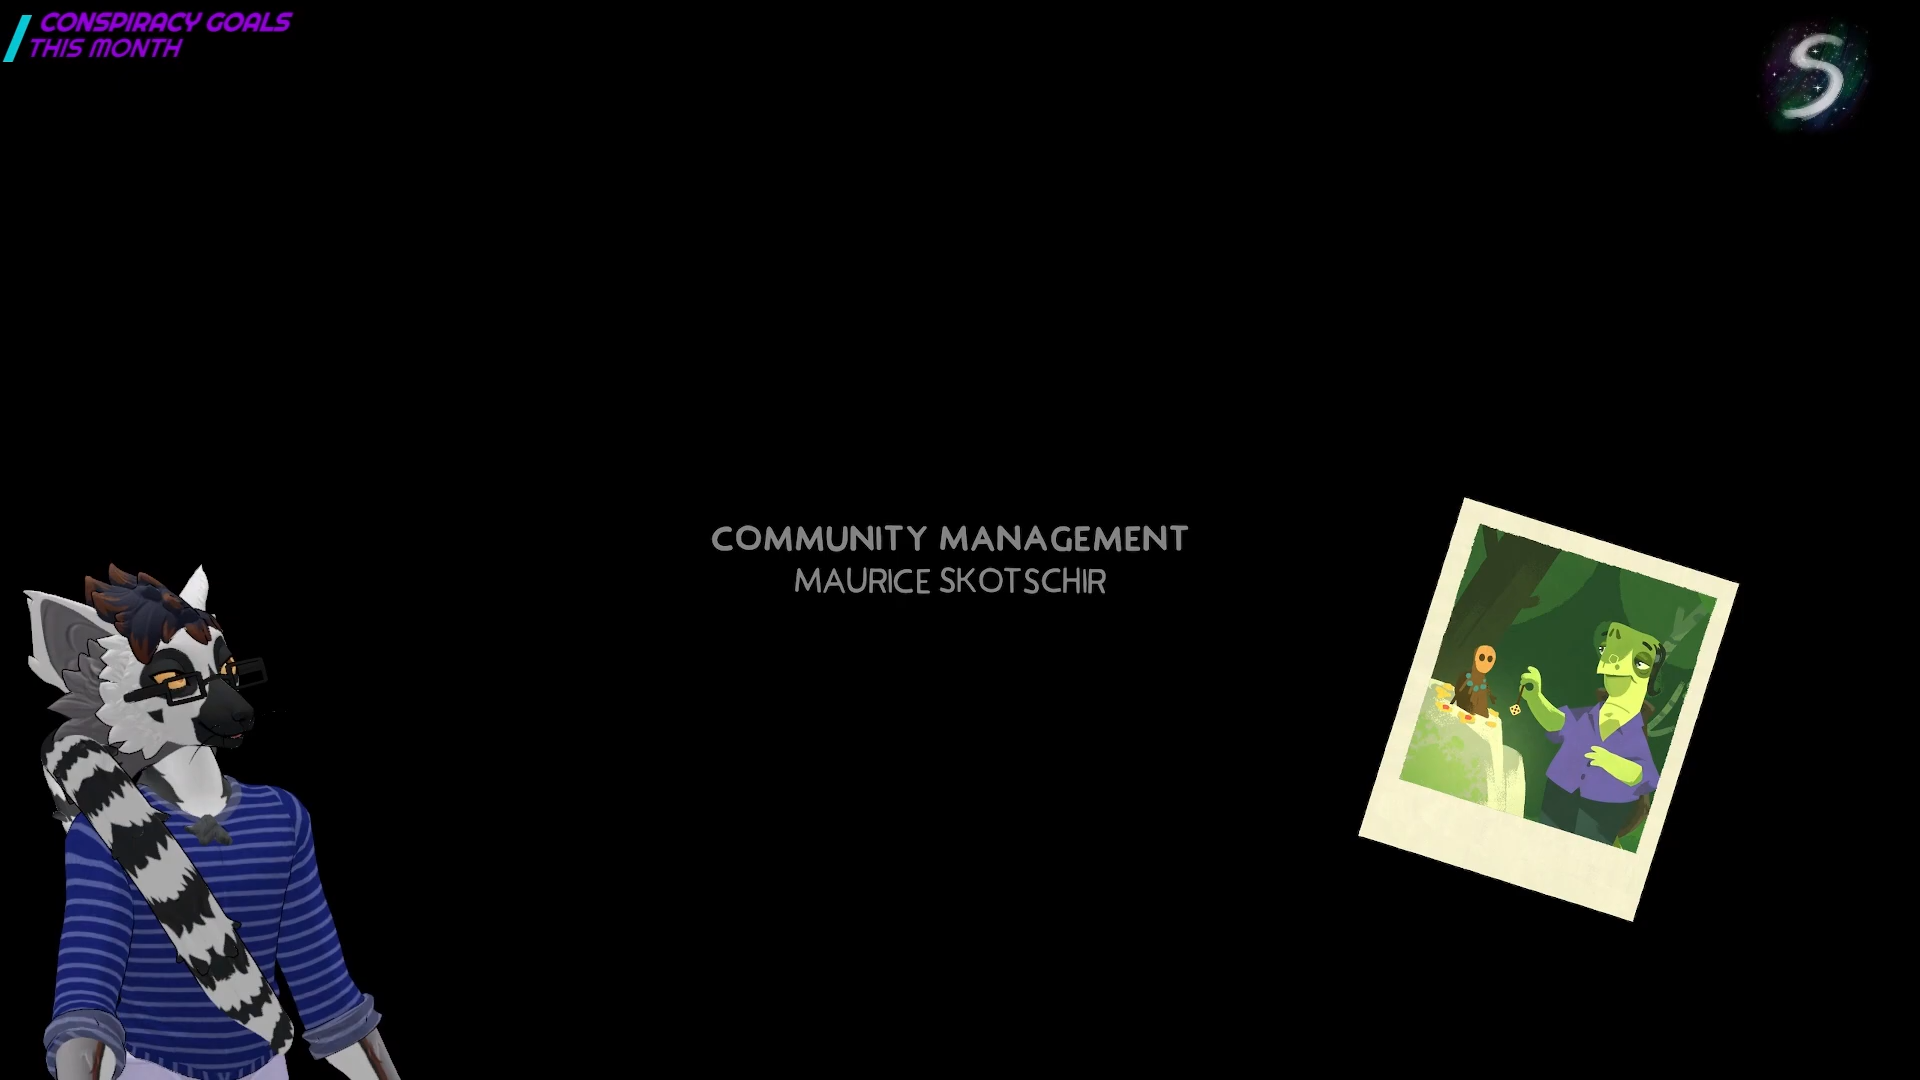 CONSPIRACY GOALS
THIS MONTH
S
COMMUNITY MANAGEMENT
MAURICE SKOTSCHIR